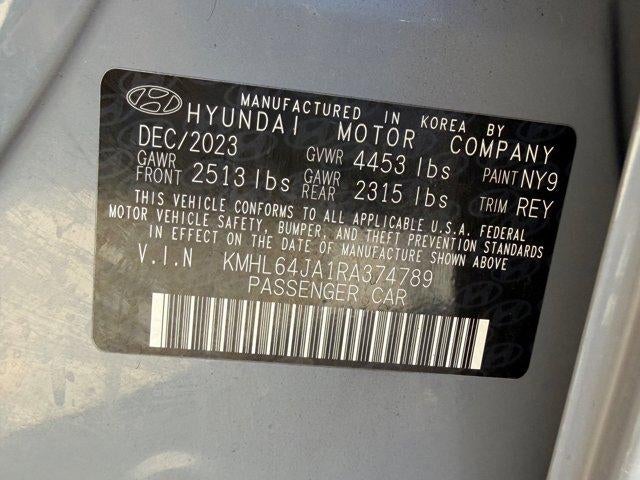 MANUFACTURED IN KOREA BY
HYUNDAI MOTOR COMPANY
DEC/2023 GVWR 4453 lbs PAINT NY9
GAWR FRONT 2513 lbs GAWR REAR 2315 lbs TRIM REY
THIS VEHICLE CONFORMS TO ALL APPLICABLE U.S.A. FEDERAL
MOTOR VEHICLE SAFETY, BUMPER, AND THEFT PREVENTION STANDARDS
IN EFFECT ON THE DATE OF MANUFACTURE SHOWN ABOVE
V.I.N KMHL64JA1RA374789
PASSENGER CAR